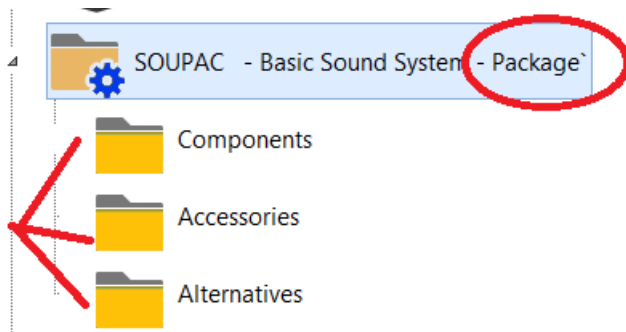 SOUPAC - Basic Sound System - Package`
Components
Accessories
Alternatives